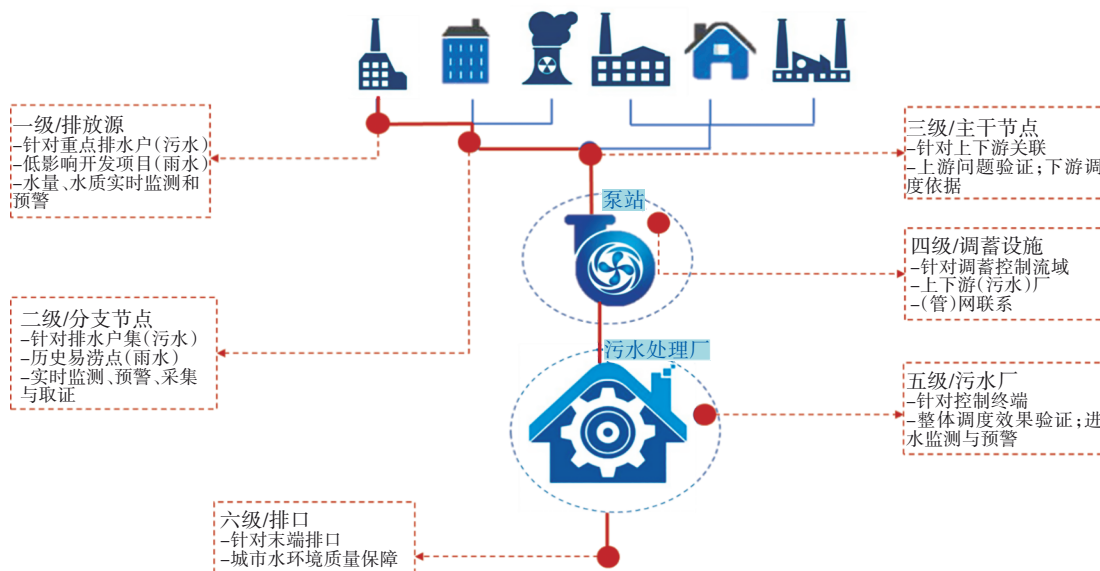 一级/排放源
–针对重点排水户(污水)
–低影响开发项目(雨水)
–水量、水质实时监测和
预警
三级/主干节点
–针对上下游关联
–上游问题验证;下游调
度依据
泵站
四级/调蓄设施
–针对调蓄控制流域
–上下游(污水)厂
–(管)网联系
二级/分支节点
–针对排水户集(污水)
–历史易涝点(雨水)
–实时监测、预警、采集
与取证
污水处理厂
五级/污水厂
–针对控制终端
–整体调度效果验证;进
水监测与预警
六级/排口
–针对末端排口
–城市水环境质量保障